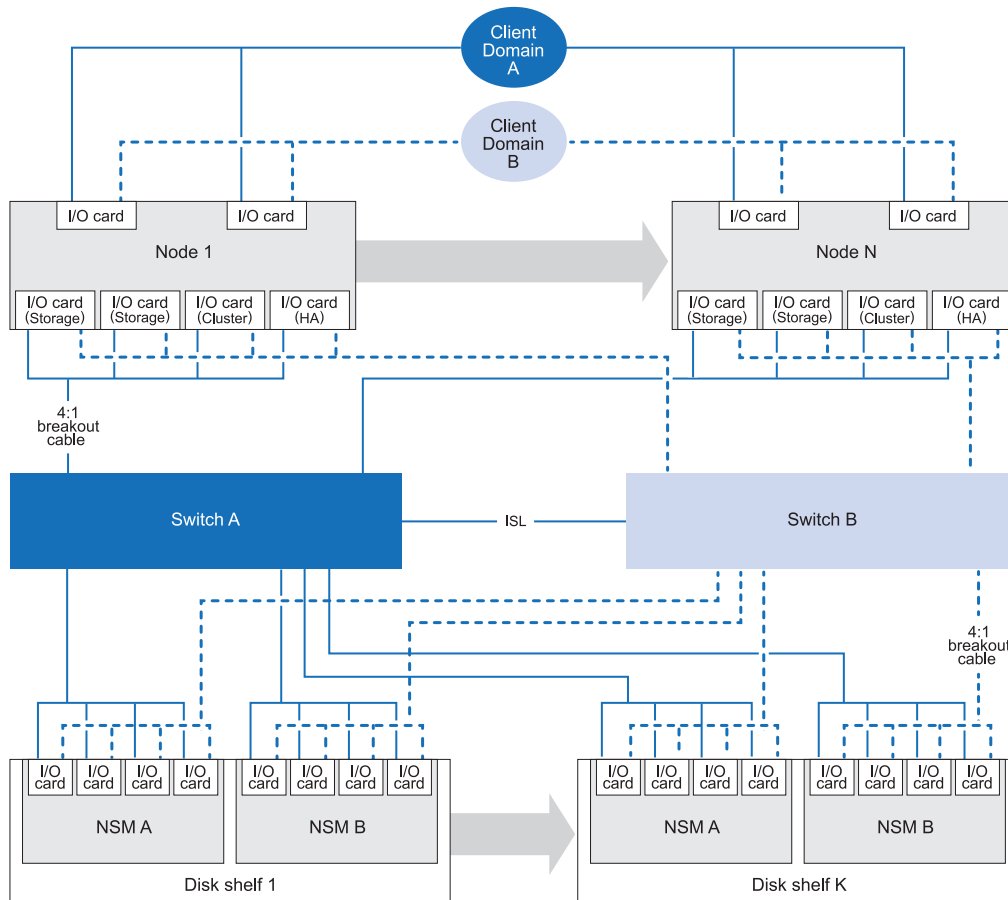 Client
Domain
A
Client
Domain
B
I/O card
I/O card
Node 1
I/O card
(Storage)
I/O card
(Storage)
I/O card
(Cluster)
I/O card
(HA)
I/O card
I/O card
Node N
I/O card
(Storage)
I/O card
(Storage)
I/O card
(Cluster)
I/O card
(HA)
4:1
breakout
cable
Switch A
ISL
Switch B
4:1
breakout
cable
I/O
card
I/O
card
I/O
card
I/O
card
NSM A
I/O
card
I/O
card
I/O
card
I/O
card
NSM B
Disk shelf 1
I/O
card
I/O
card
I/O
card
I/O
card
NSM A
I/O
card
I/O
card
I/O
card
I/O
card
NSM B
Disk shelf K